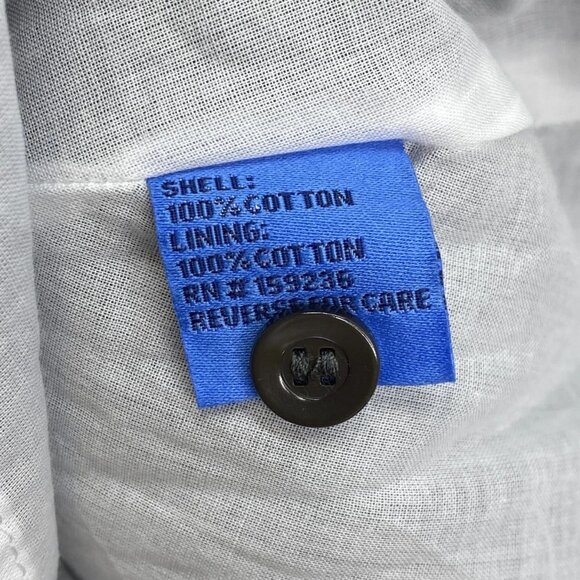 SHELL:
100% COTTON
LINING:
100% COTTON
RN # 159236
REVERSE FOR CARE